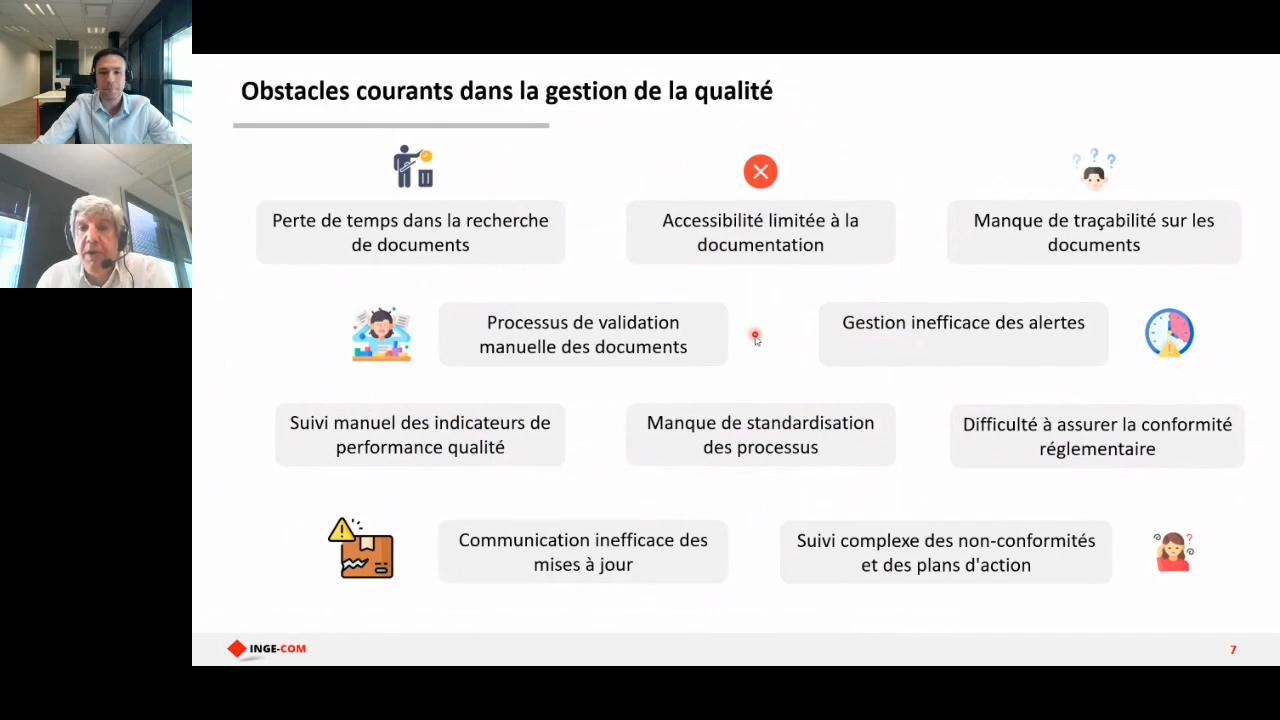 Obstacles courants dans la gestion de la qualité
Perte de temps dans la recherche
de documents
Accessibilité limitée à la
documentation
Manque de traçabilité sur les
documents
Processus de validation
manuelle des documents
Gestion inefficace des alertes
Suivi manuel des indicateurs de
performance qualité
Manque de standardisation
des processus
Difficulté à assurer la conformité
réglementaire
Communication inefficace des
mises à jour
Suivi complexe des non-conformités
et des plans d'action
INGE-COM
7